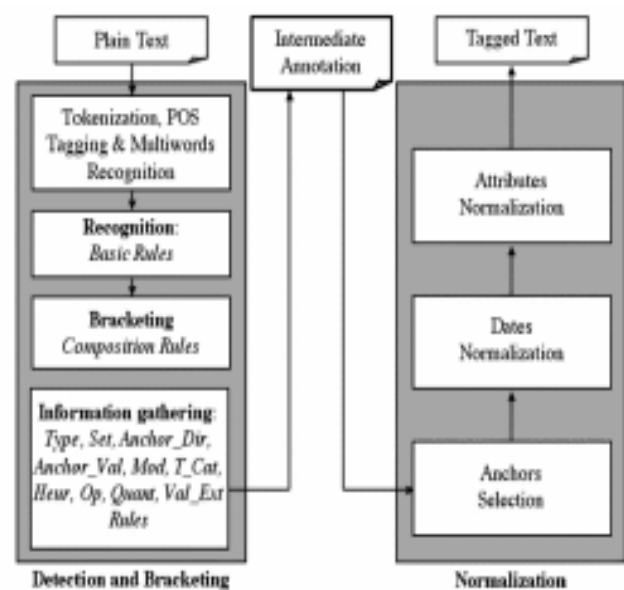 Plain Text
Tokenization, POS
Tagging & Multiwords
Recognition
Recognition:
Basic Rules
Bracketing
Composition Rules
Information gathering:
Type, Set, Anchor_Dir,
Anchor_Val, Mod, T_Cat,
Heur, Op, Quant, Val_Ext
Rules
Detection and Bracketing
Intermediate
Annotation
Tagged Text
Attributes
Normalization
Dates
Normalization
Anchors
Selection
Normalization